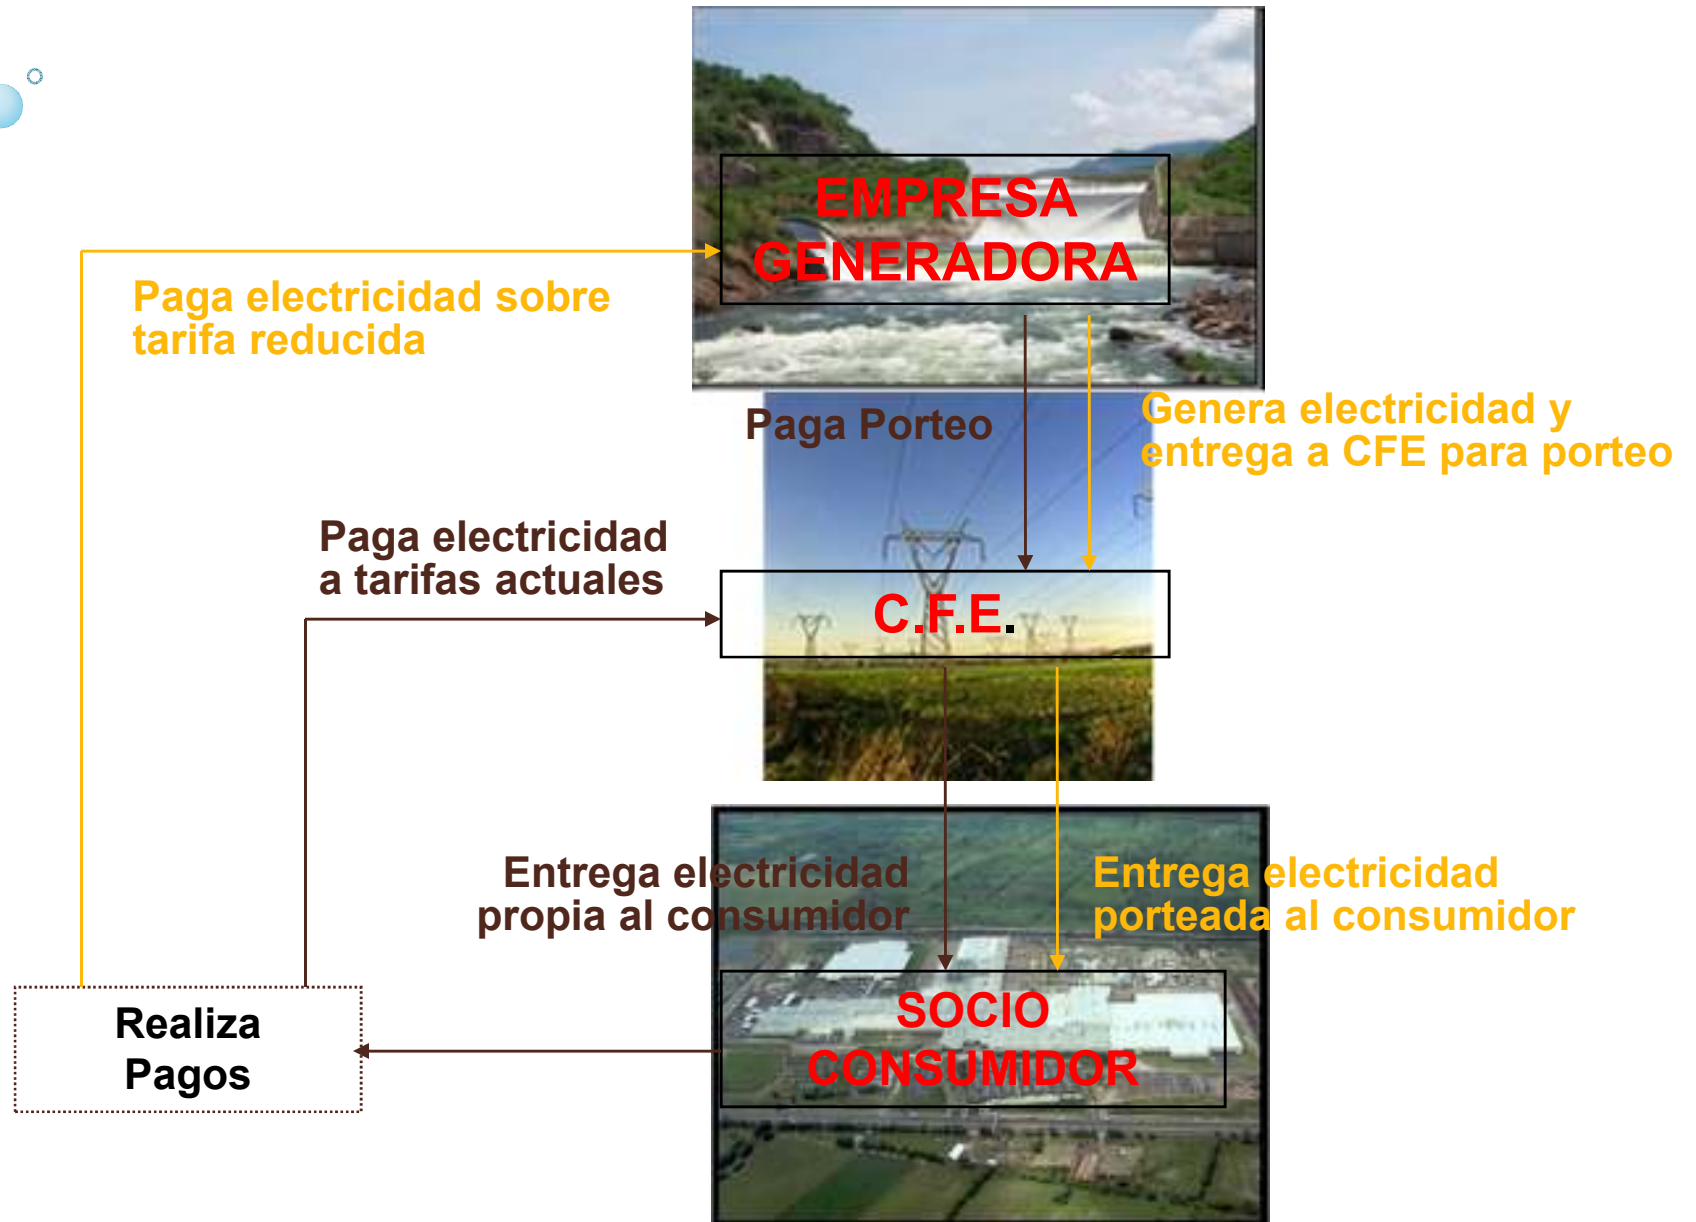 EMPRESA
GENERADORA
Paga electricidad sobre
tarifa reducida
Paga Porteo
Genera electricidad y
entrega a CFE para porteo
Paga electricidad
a tarifas actuales
C.F.E.
Entrega electricidad
propia al consumidor
Entrega electricidad
porteada al consumidor
SOCIO
CONSUMIDOR
Realiza
Pagos